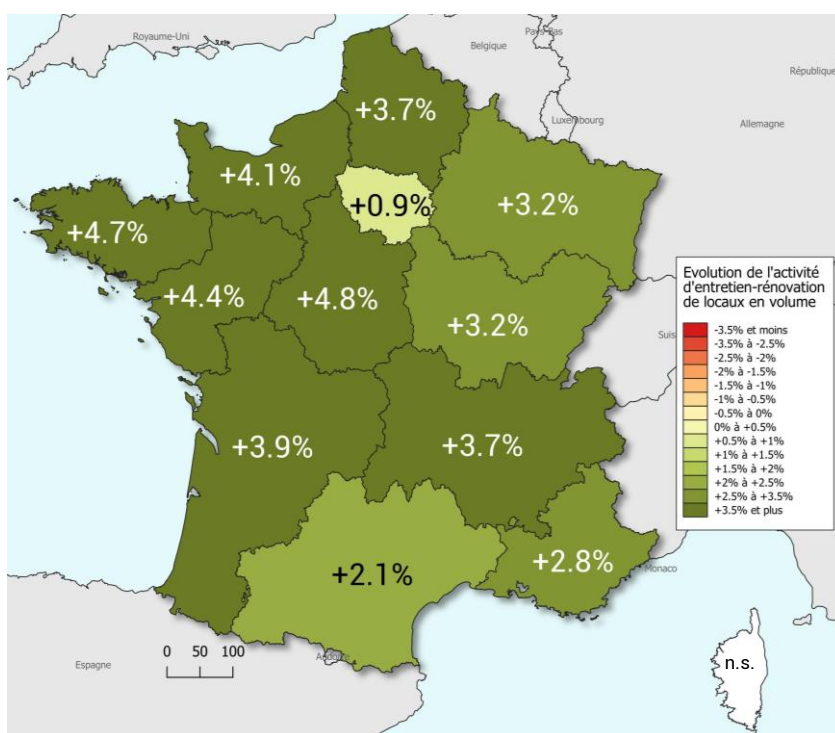 Royaume-Uni
Pays-Bas
Belgique
République
Luxembourg
Allemagne
+3.7%
+4.1%
+0.9%
+3.2%
+4.7%
+4.4%
+4.8%
+3.2%
Suis
Evolution de l'activité
d'entretien-rénovation
de locaux en volume
-3.5% et moins
-3.5% à -2.5%
-2.5% à -2%
-2% à -1.5%
-1.5% à -1%
-1% à -0.5%
-0.5% à 0%
0% à +0.5%
+0.5% à +1%
+1% à +1.5%
+1.5% à +2%
+2% à +2.5%
+2.5% à +3.5%
+3.5% et plus
+3.9%
+3.7%
+2.1%
+2.8%
Monaco
0 50 100
Andorre
Espagne
n.s.